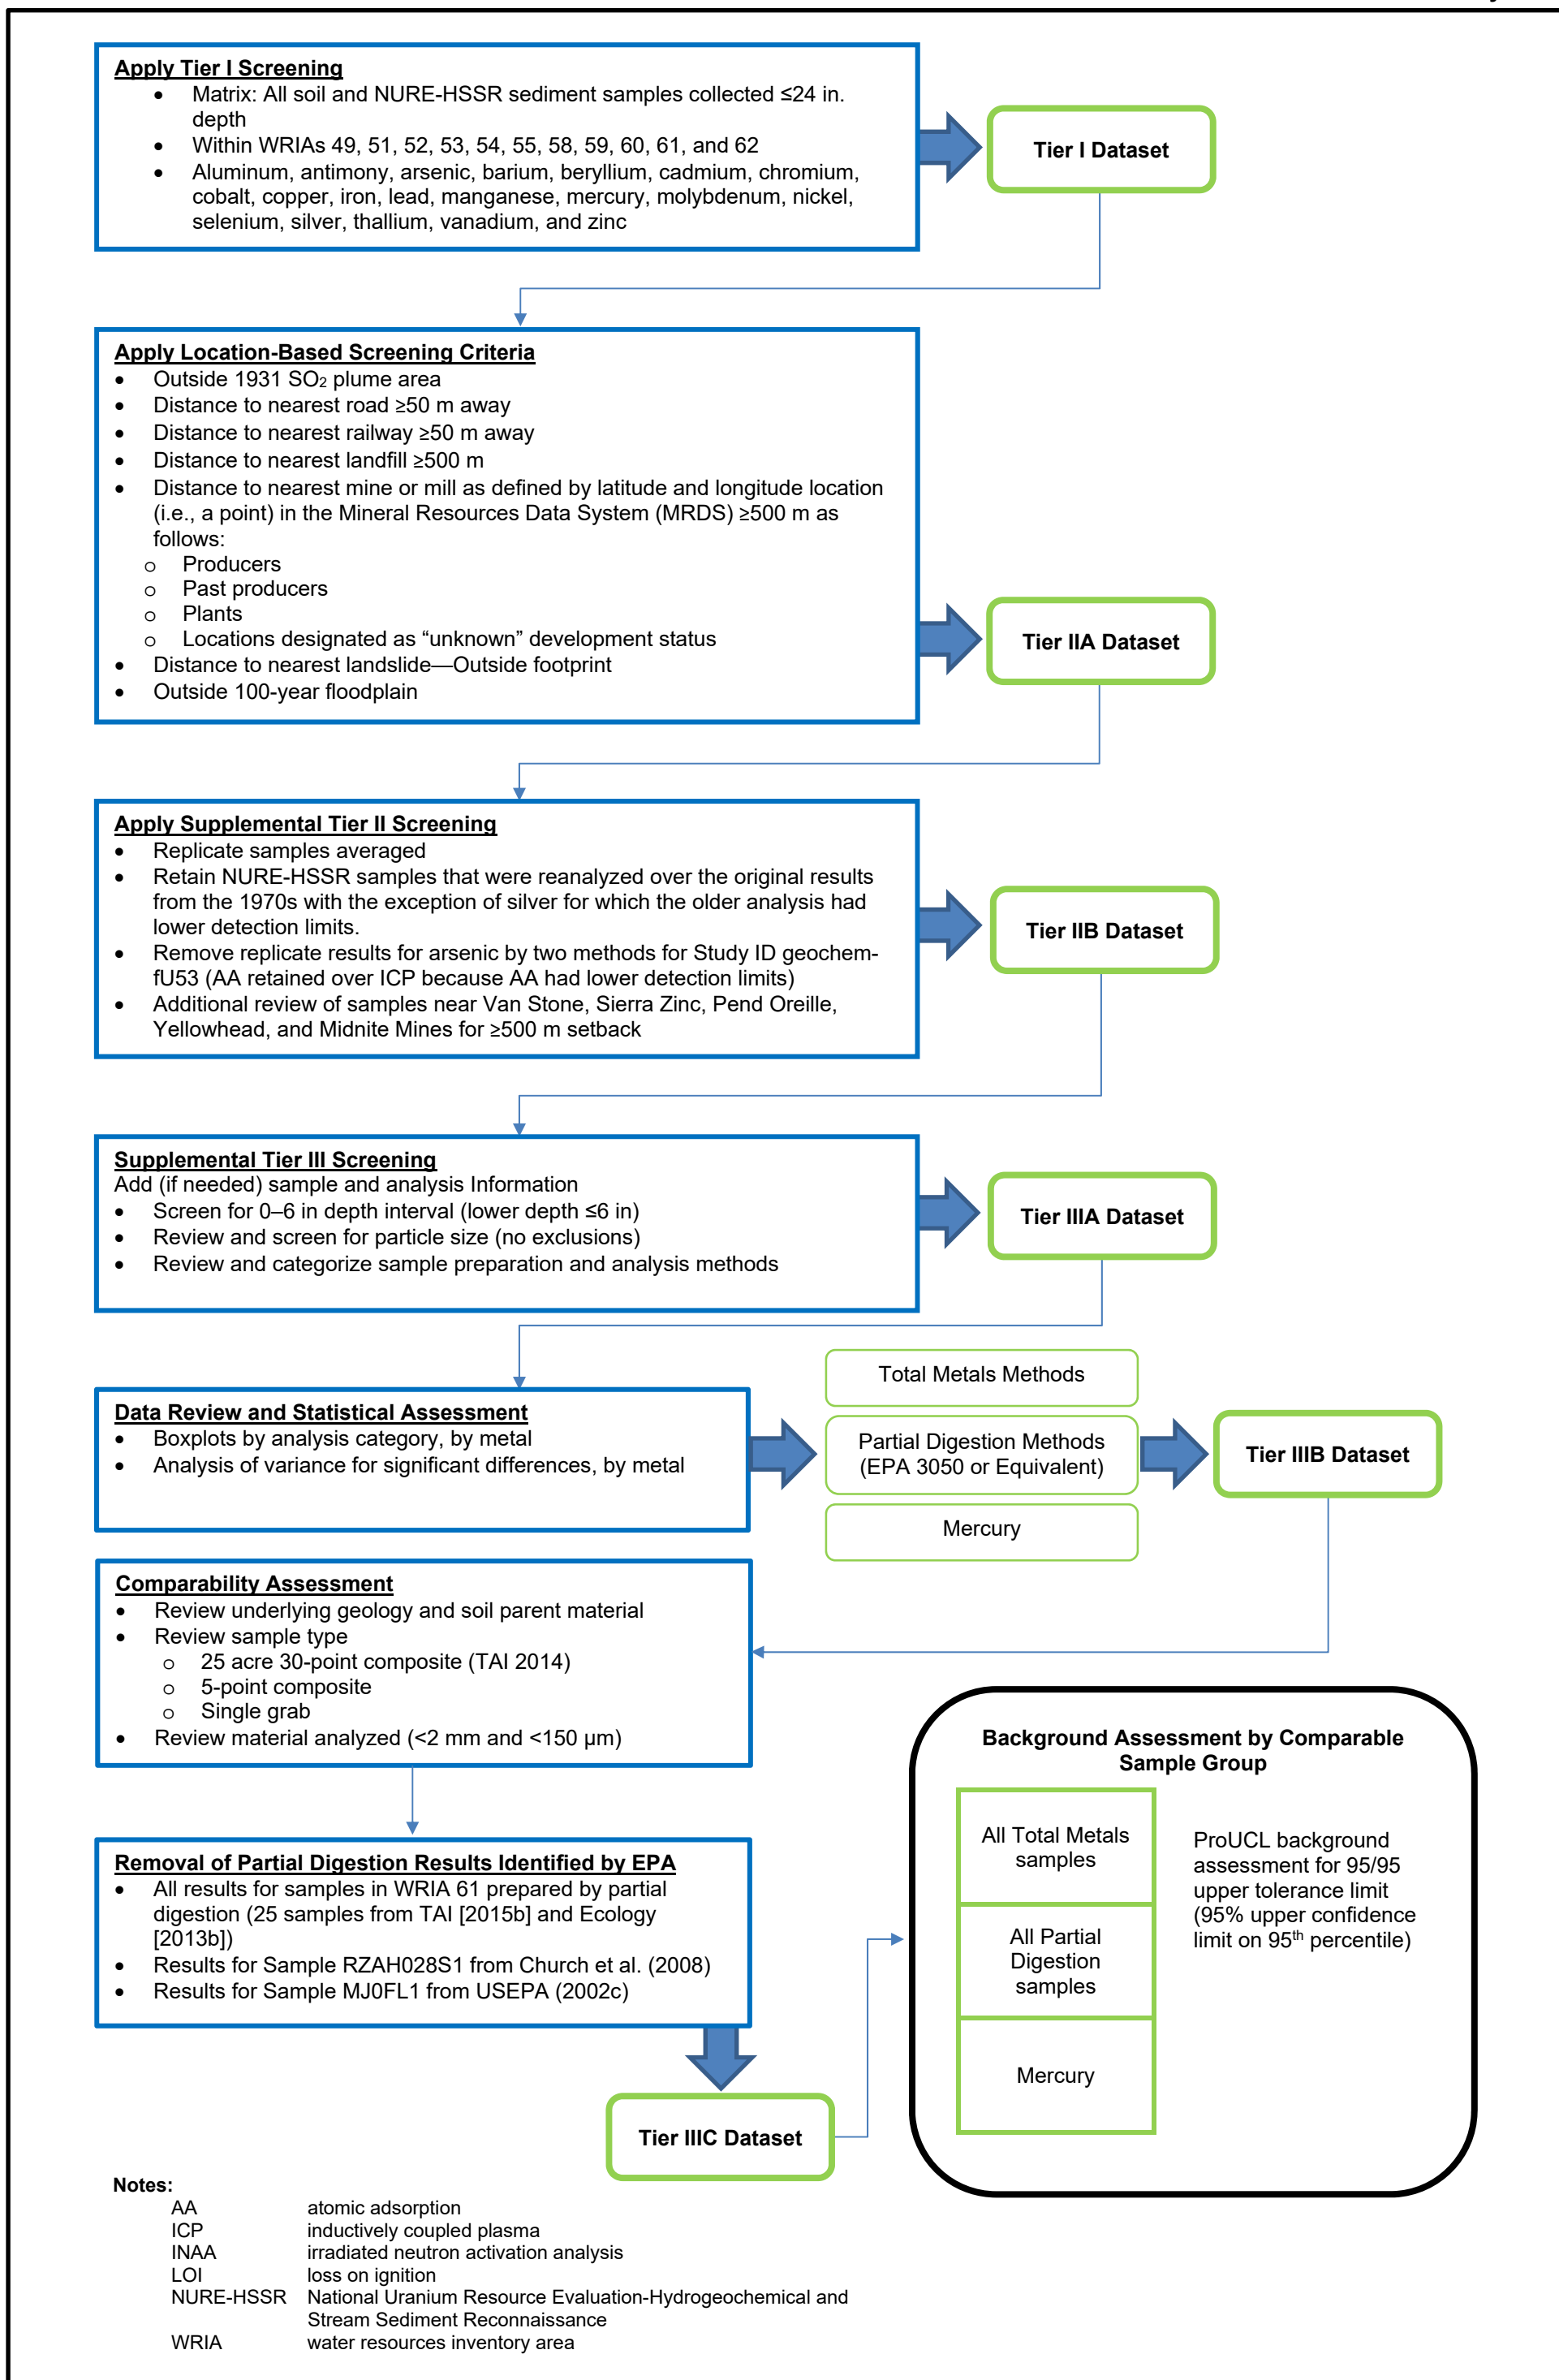 Apply Tier I Screening
• Matrix: All soil and NURE-HSSR sediment samples collected ≤24 in.
depth
• Within WRIAs 49, 51, 52, 53, 54, 55, 58, 59, 60, 61, and 62
• Aluminum, antimony, arsenic, barium, beryllium, cadmium, chromium,
cobalt, copper, iron, lead, manganese, mercury, molybdenum, nickel,
selenium, silver, thallium, vanadium, and zinc
Tier I Dataset
Apply Location-Based Screening Criteria
• Outside 1931 SO2 plume area
• Distance to nearest road ≥50 m away
• Distance to nearest railway ≥50 m away
• Distance to nearest landfill ≥500 m
• Distance to nearest mine or mill as defined by latitude and longitude location
(i.e., a point) in the Mineral Resources Data System (MRDS) ≥500 m as
follows:
o Producers
o Past producers
o Plants
o Locations designated as “unknown” development status
• Distance to nearest landslide—Outside footprint
• Outside 100-year floodplain
Tier IIA Dataset
Apply Supplemental Tier II Screening
• Replicate samples averaged
• Retain NURE-HSSR samples that were reanalyzed over the original results
from the 1970s with the exception of silver for which the older analysis had
lower detection limits.
• Remove replicate results for arsenic by two methods for Study ID geochem-
fU53 (AA retained over ICP because AA had lower detection limits)
• Additional review of samples near Van Stone, Sierra Zinc, Pend Oreille,
Yellowhead, and Midnite Mines for ≥500 m setback
Tier IIB Dataset
Supplemental Tier III Screening
Add (if needed) sample and analysis Information
• Screen for 0–6 in depth interval (lower depth ≤6 in)
• Review and screen for particle size (no exclusions)
• Review and categorize sample preparation and analysis methods
Tier IIIA Dataset
Data Review and Statistical Assessment
• Boxplots by analysis category, by metal
• Analysis of variance for significant differences, by metal
Total Metals Methods
Partial Digestion Methods
(EPA 3050 or Equivalent)
Mercury
Tier IIIB Dataset
Comparability Assessment
• Review underlying geology and soil parent material
• Review sample type
o 25 acre 30-point composite (TAI 2014)
o 5-point composite
o Single grab
• Review material analyzed (<2 mm and <150 µm)
Removal of Partial Digestion Results Identified by EPA
• All results for samples in WRIA 61 prepared by partial
digestion (25 samples from TAI [2015b] and Ecology
[2013b])
• Results for Sample RZAH028S1 from Church et al. (2008)
• Results for Sample MJ0FL1 from USEPA (2002c)
Tier IIIC Dataset
Background Assessment by Comparable
Sample Group
All Total Metals
samples
All Partial
Digestion
samples
Mercury
ProUCL background
assessment for 95/95
upper tolerance limit
(95% upper confidence
limit on 95th percentile)
Notes:
AA atomic adsorption
ICP inductively coupled plasma
INAA irradiated neutron activation analysis
LOI loss on ignition
NURE-HSSR National Uranium Resource Evaluation-Hydrogeochemical and
Stream Sediment Reconnaissance
WRIA water resources inventory area